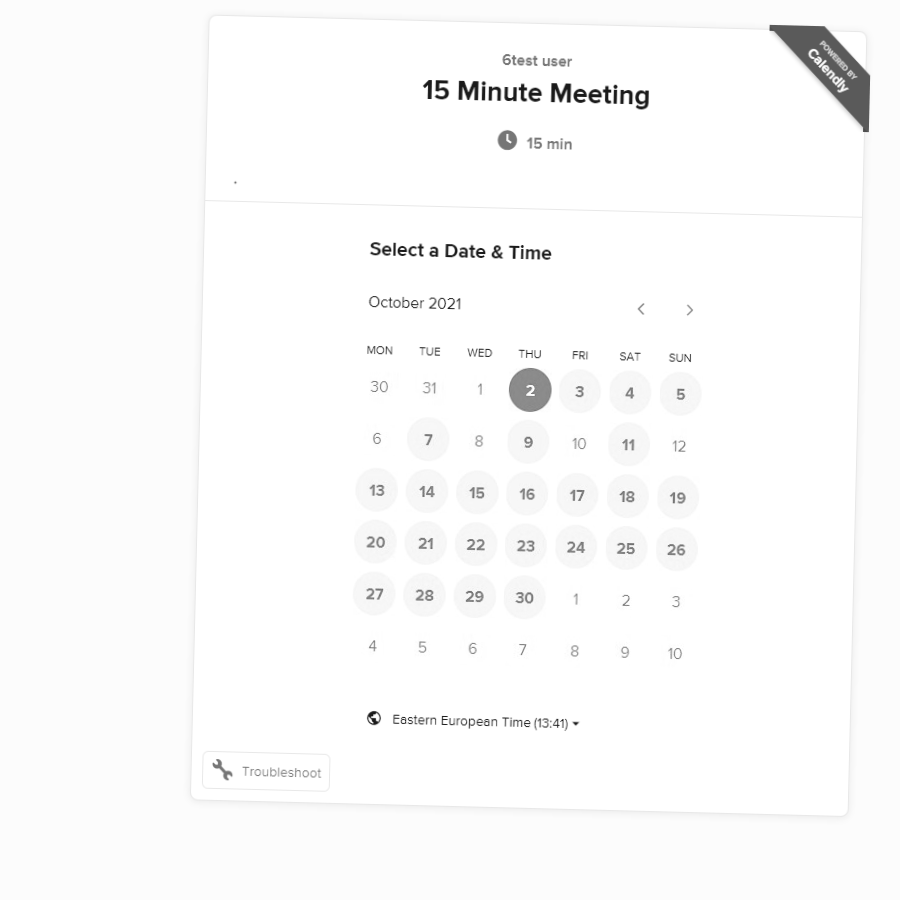 POWERED BY
Calendly
6test user
15 Minute Meeting
15 min
.
Select a Date & Time
October 2021
MON TUE WED THU FRI SAT SUN
30 31 1 2 3 4 5
6 7 8 9 10 11 12
13 14 15 16 17 18 19
20 21 22 23 24 25 26
27 28 29 30 1 2 3
4 5 6 7 8 9 10
Eastern European Time (13:41)
Troubleshoot